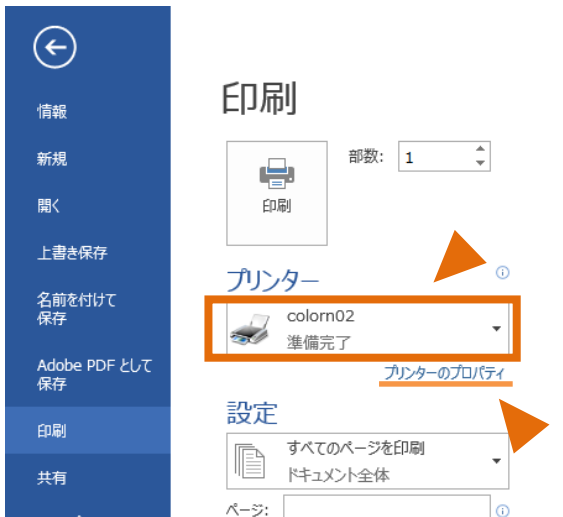 情報
新規
開く
上書き保存
名前を付けて
保存
Adobe PDF として
保存
印刷
共有
印刷
印刷
部数: 1
プリンター
colorn02
準備完了
プリンターのプロパティ
設定
すべてのページを印刷
ドキュメント全体
ページ: